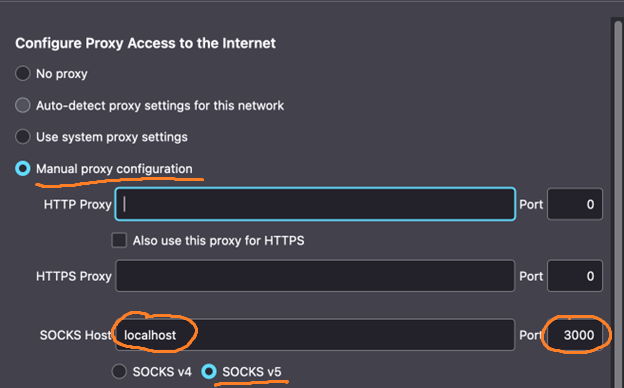 Configure Proxy Access to the Internet
No proxy
Auto-detect proxy settings for this network
Use system proxy settings
Manual proxy configuration
HTTP Proxy Port 0
Also use this proxy for HTTPS
HTTPS Proxy Port 0
SOCKS Host localhost Port 3000
SOCKS v4 SOCKS v5